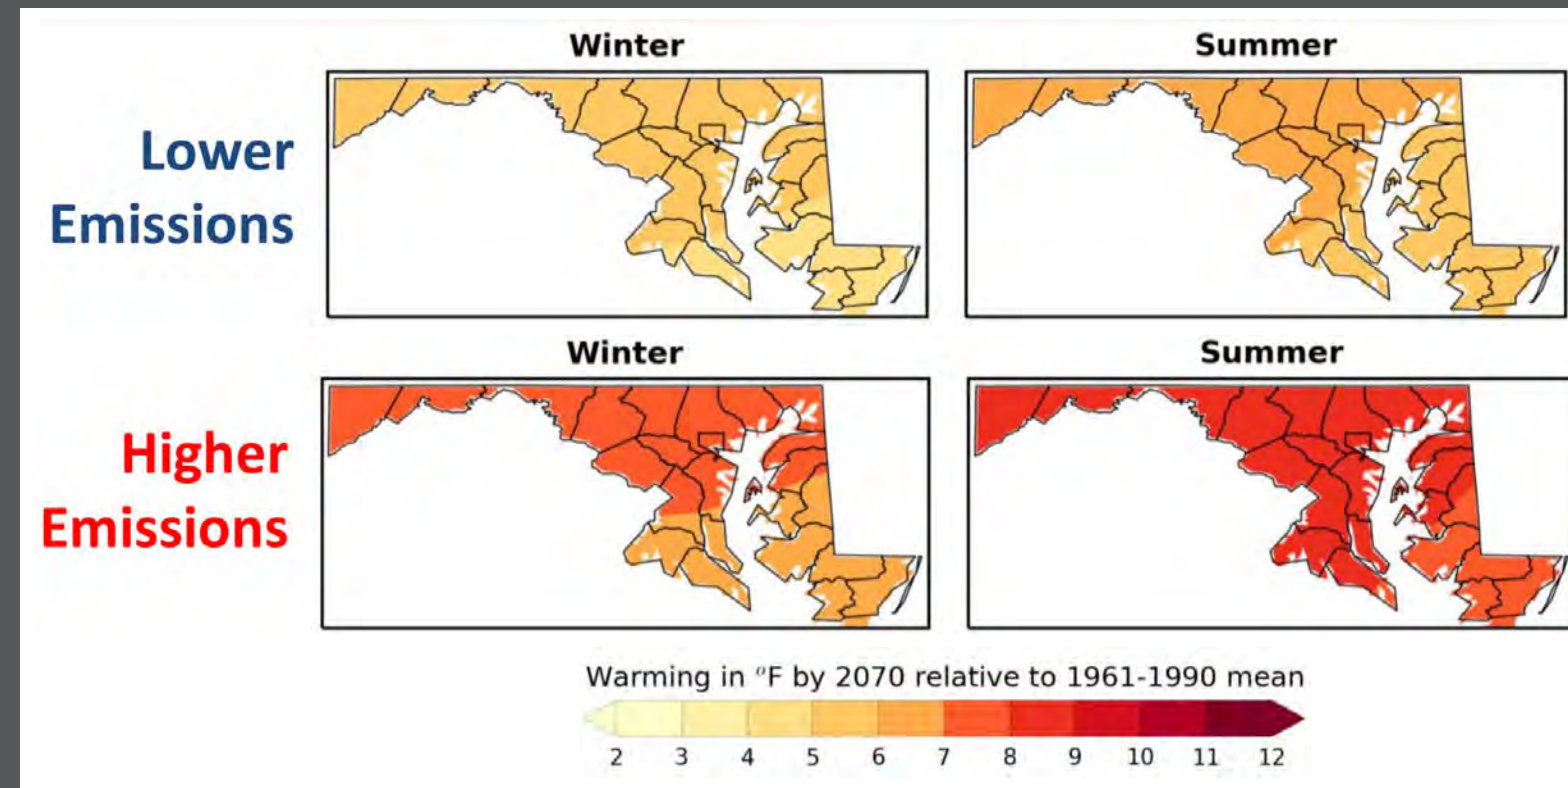 Winter
Summer
Lower
Emissions
Winter
Summer
Higher
Emissions
Warming in °F by 2070 relative to 1961-1990 mean
2 3 4 5 6 7 8 9 10 11 12